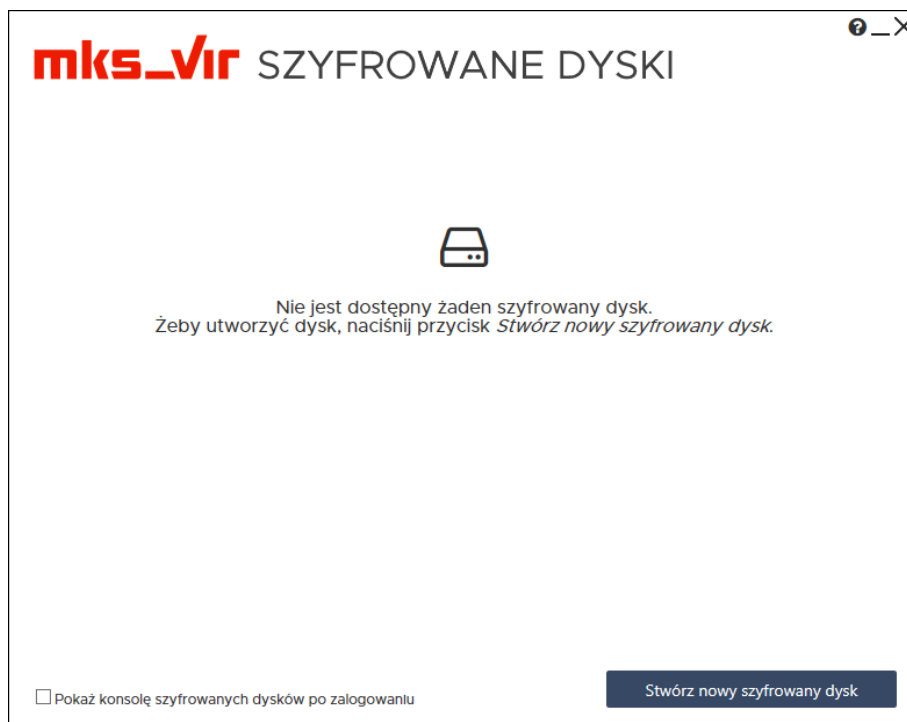 mks_vir SZYFROWANE DYSKI
Nie jest dostępny żaden szyfrowany dysk.
Żeby utworzyć dysk, naciśnij przycisk Stwórz nowy szyfrowany dysk.
Pokaż konsolę szyfrowanych dysków po zalogowaniu
Stwórz nowy szyfrowany dysk